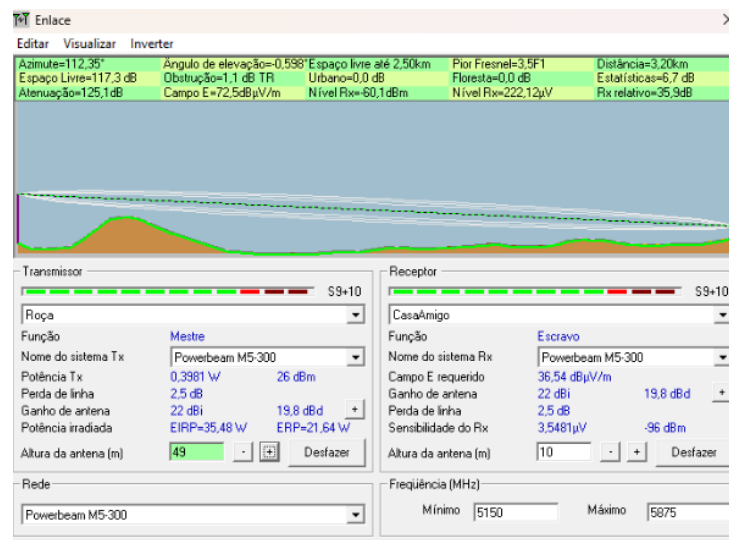 Enlace
Editar Visualizar Inverter
Azimute=112,35° Ângulo de elevação=-0,598° Espaço livre até 2,50km Pior Fresnel=3,5F1 Distância=3,20km
Espaço Livre=117,3 dB Obstrução=1,1 dB TR Urbano=0,0 dB Floresta=0,0 dB Estatísticas=6,7 dB
Atenuação=125,1dB Campo E=72,5dBµV/m Nível Rx=-60,1dBm Nível Rx=222,12µV Rx relativo=35,9dB
Transmissor
S9+10
Roça
Função Mestre
Nome do sistema Tx Powerbeam M5-300
Potência Tx 0,3981 W 26 dBm
Perda de linha 2,5 dB
Ganho de antena 22 dBi 19,8 dBd +
Potência irradiada EIRP=35,48 W ERP=21,64 W
Altura da antena (m) 49 - + Desfazer
Rede
Powerbeam M5-300
Receptor
S9+10
CasaAmigo
Função Escravo
Nome do sistema Rx Powerbeam M5-300
Campo E requerido 36,54 dBµV/m
Ganho de antena 22 dBi 19,8 dBd +
Perda de linha 2,5 dB
Sensibilidade do Rx 3,5481µV -96 dBm
Altura da antena (m) 10 - + Desfazer
Freqüência (MHz)
Mínimo 5150 Máximo 5875